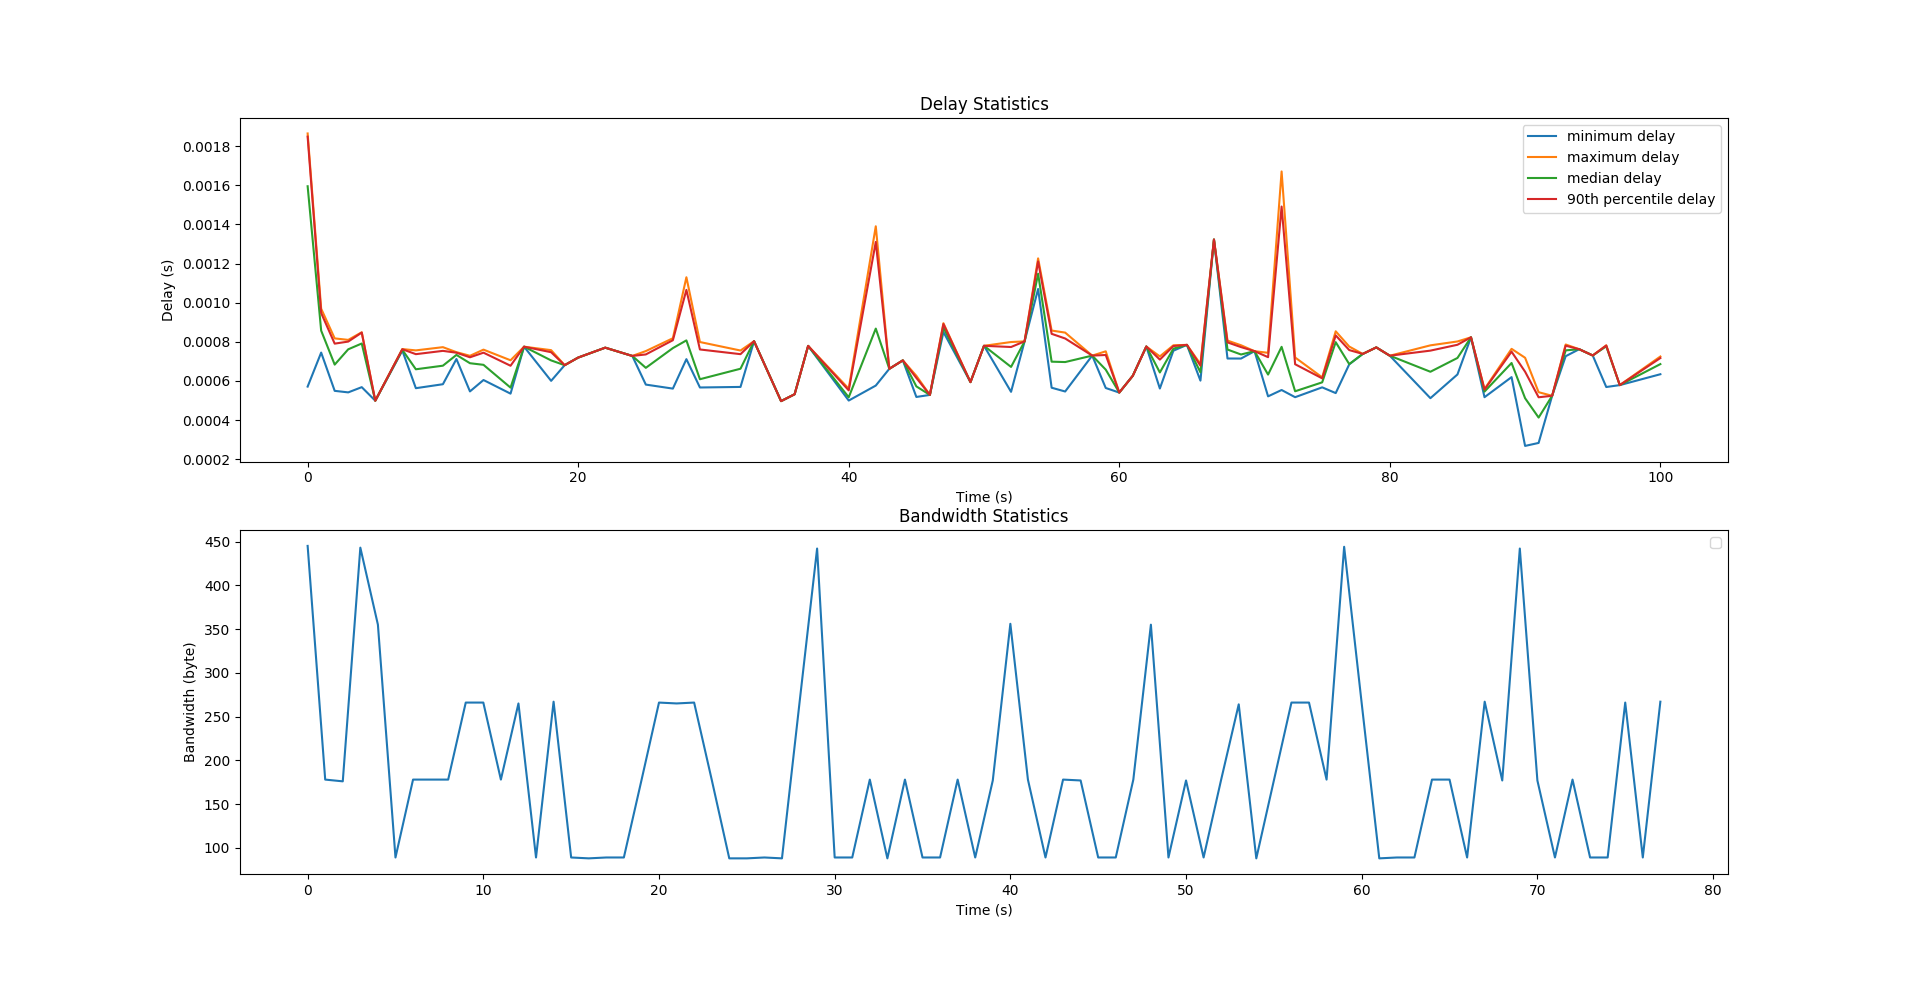 Delay Statistics
0.0018
0.0016
0.0014
0.0012
0.0010
0.0008
0.0006
0.0004
0.0002
Delay (s)
minimum delay
maximum delay
median delay
90th percentile delay
0 20 40 60 80 100
Time (s)
Bandwidth Statistics
450
400
350
300
250
200
150
100
Bandwidth (byte)
0 10 20 30 40 50 60 70 80
Time (s)